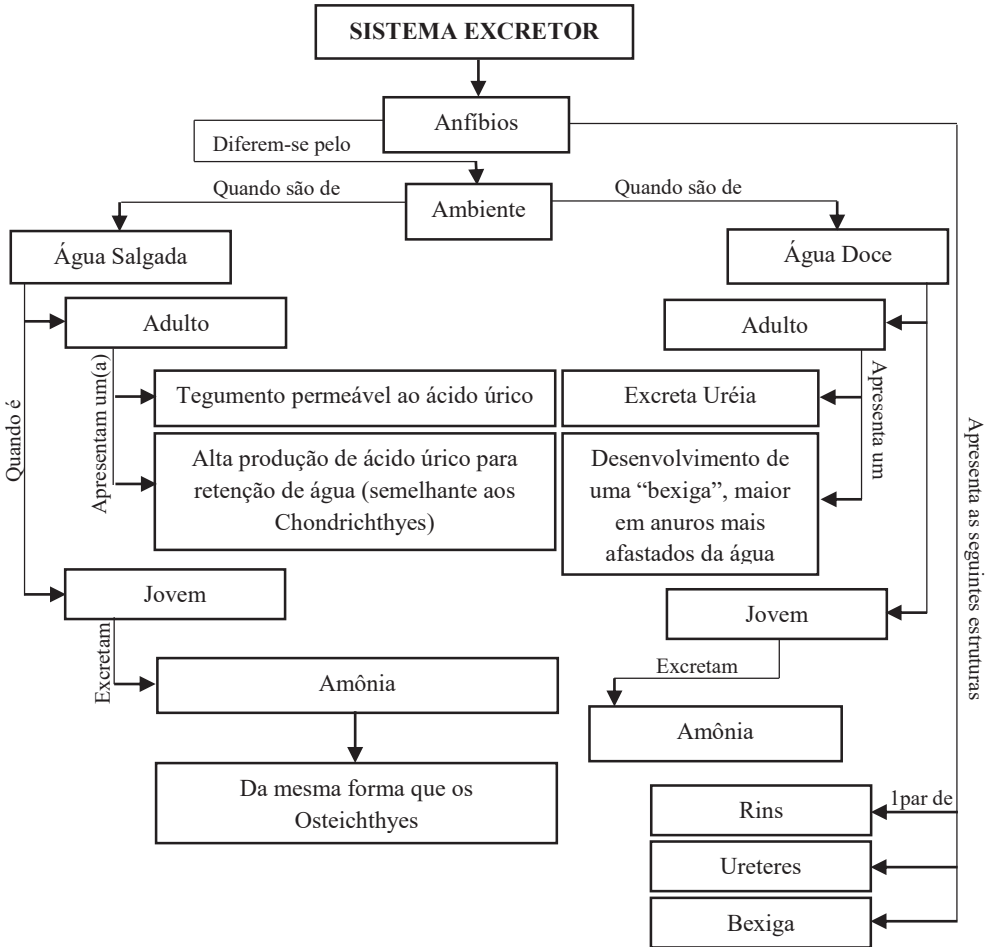 SISTEMA EXCRETOR
Anfíbios
Diferem-se pelo
Quando são de
Ambiente
Quando são de
Água Salgada
Água Doce
Adulto
Adulto
Quando é
Apresentam um(a)
Tegumento permeável ao ácido úrico
Alta produção de ácido úrico para
retenção de água (semelhante aos
Chondrichthyes)
Excreta Uréia
Desenvolvimento de
uma “bexiga”, maior
em anuros mais
afastados da água
Apresenta um
Apresenta as seguintes estruturas
Jovem
Excretam
Amônia
Da mesma forma que os
Osteichthyes
Jovem
Excretam
Amônia
1par de
Rins
Ureteres
Bexiga